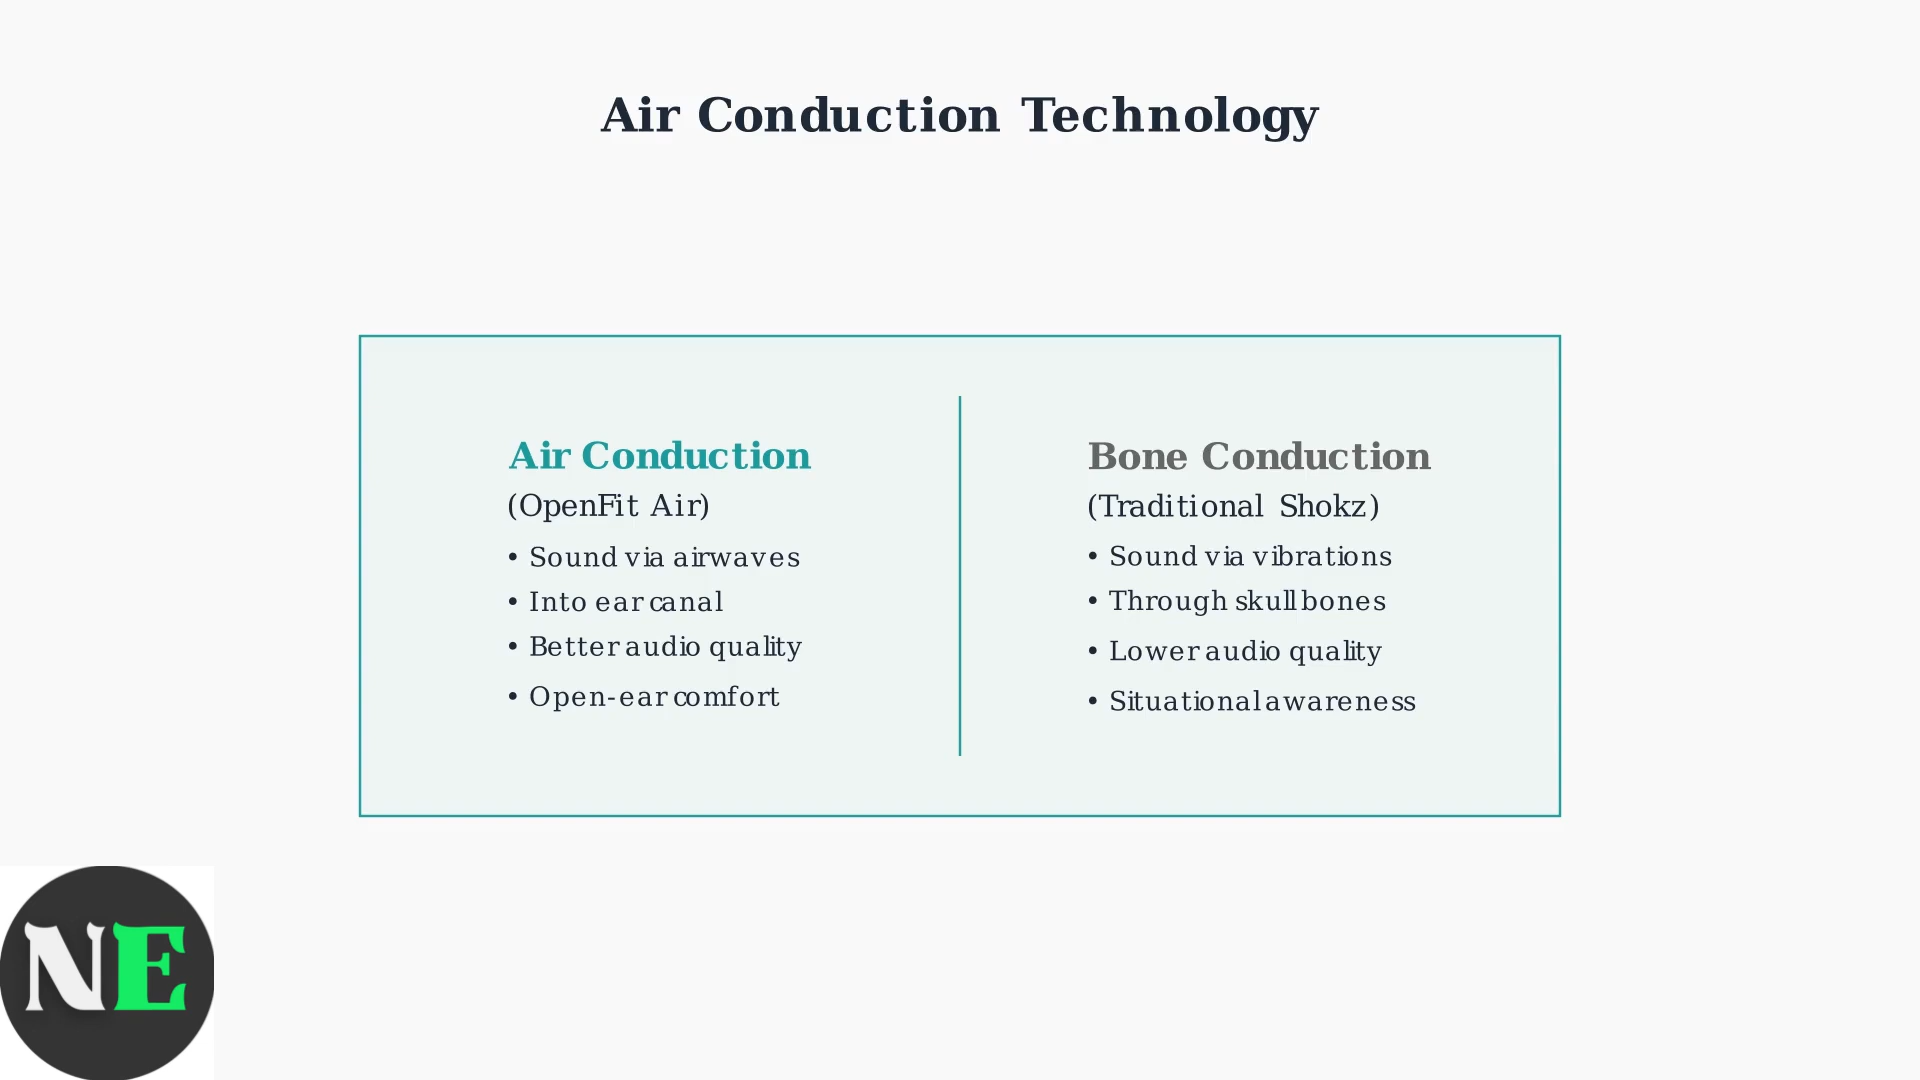 Air Conduction Technology
Air Conduction
(OpenFit Air)
• Sound via airwaves
• Into ear canal
• Better audio quality
• Open-ear comfort
Bone Conduction
(Traditional Shokz)
• Sound via vibrations
• Through skull bones
• Lower audio quality
• Situational awareness
NE